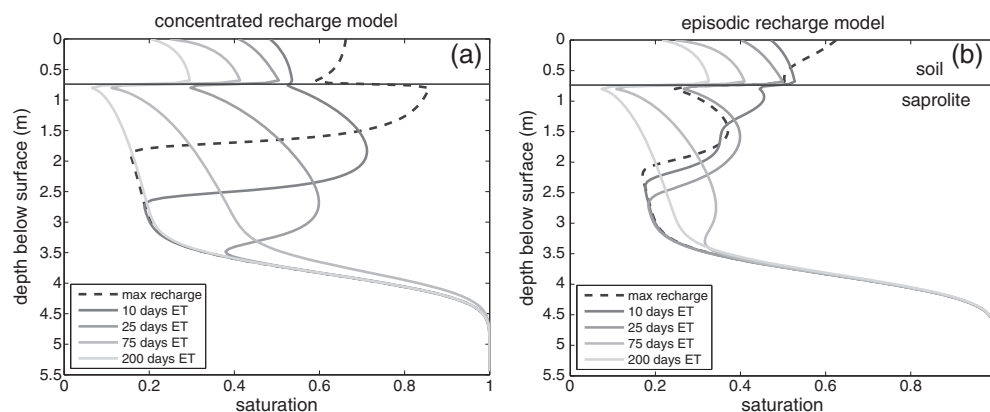 concentrated recharge model
(a)
0
0.5
1
1.5
2
2.5
3
3.5
4
4.5
5
5.5
depth below surface (m)
max recharge
10 days ET
25 days ET
75 days ET
200 days ET
0
0.2
0.4
0.6
0.8
1
saturation
episodic recharge model
(b)
soil
saprolite
0
0.5
1
1.5
2
2.5
3
3.5
4
4.5
5
5.5
depth below surface (m)
max recharge
10 days ET
25 days ET
75 days ET
200 days ET
0
0.2
0.4
0.6
0.8
saturation